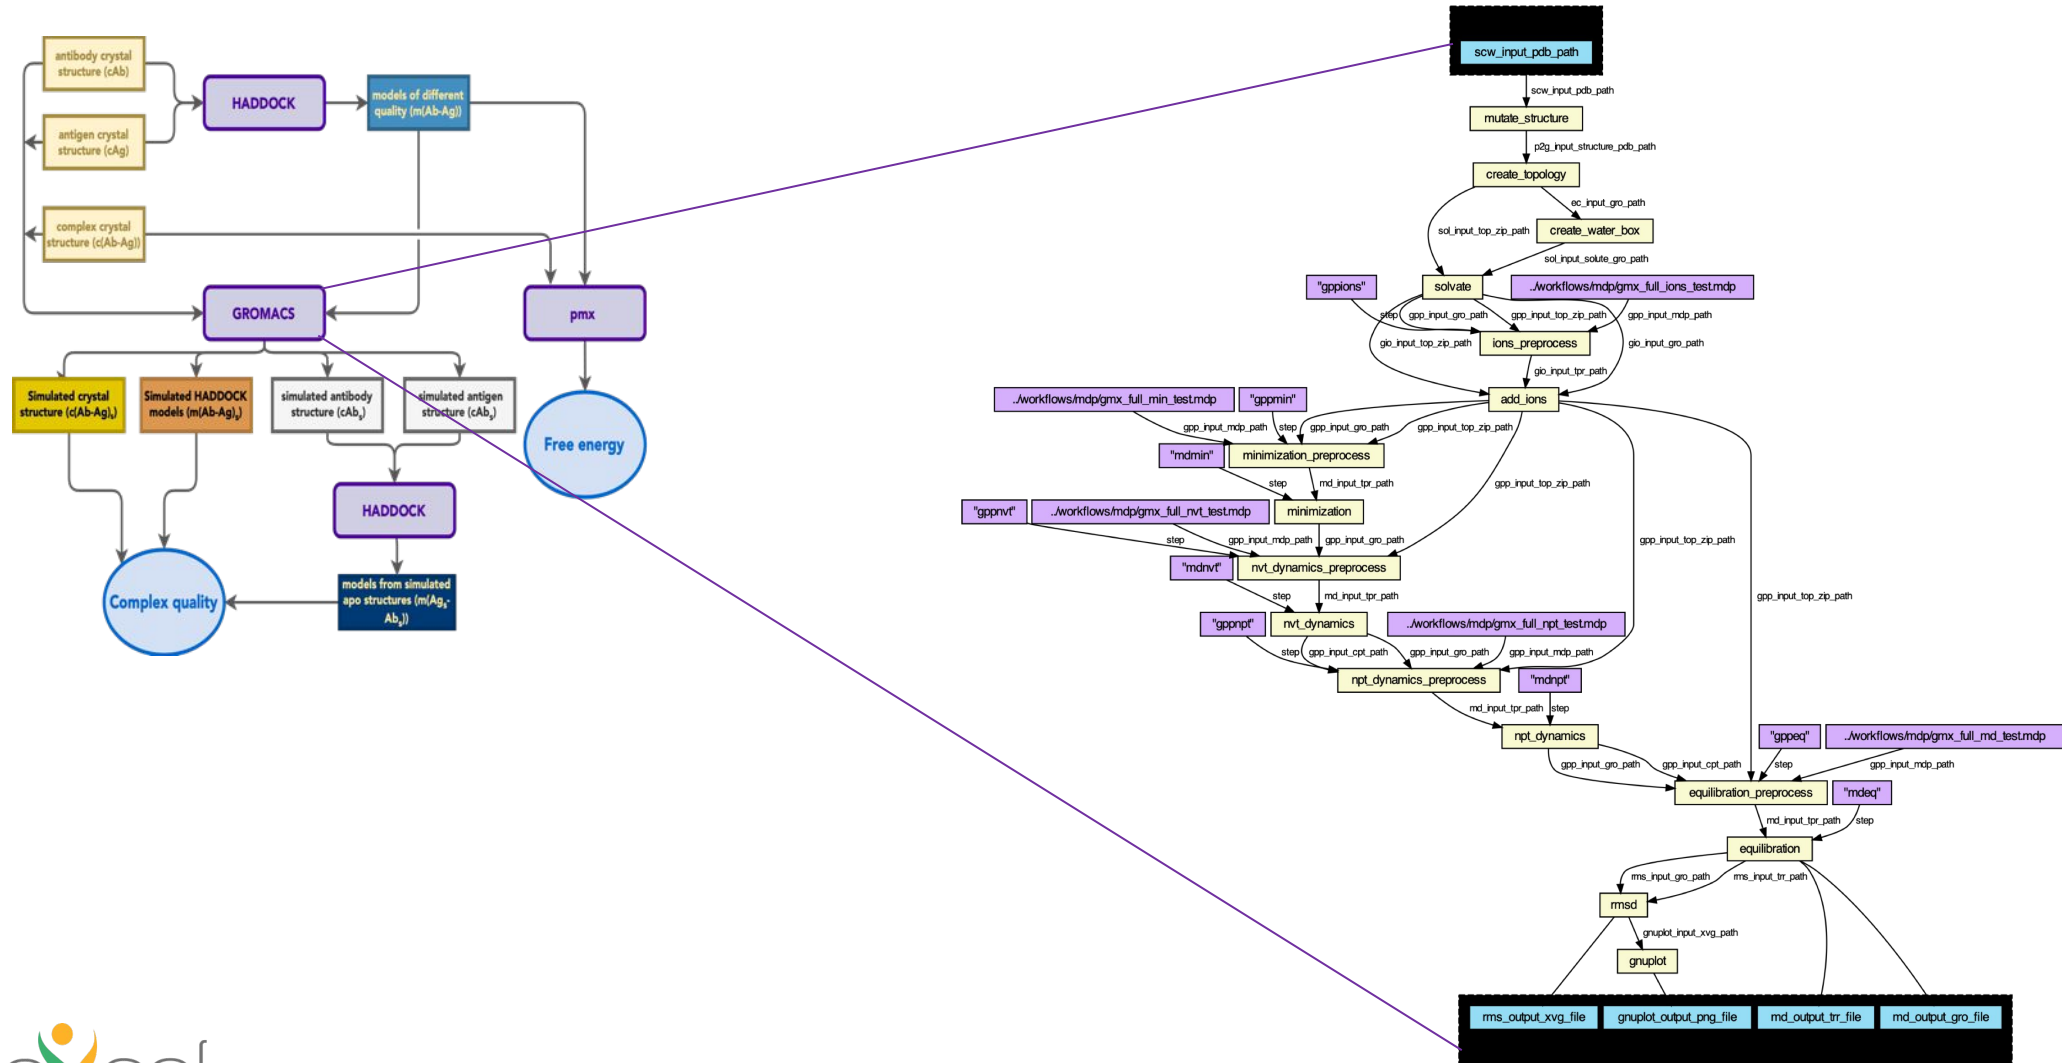 antibody crystal
structure (cAb)
HADDOCK
models of different
quality (m(Ab-Ag))
antigen crystal
structure (cAg)
complex crystal
structure (c(Ab-Ag))
GROMACS
pmx
Simulated crystal
structure (c(Ab-Ag)s)
Simulated HADDOCK
models (m(Ab-Ag)s)
simulated antibody
structure (cAbs)
simulated antigen
structure (cAbs)
Free energy
HADDOCK
Complex quality
models from simulated
apo structures (m(Ags-
Abs))
scw_input_pdb_path
scw_input_pdb_path
mutate_structure
p2g_input_structure_pdb_path
create_topology
ec_input_gro_path
sol_input_top_zip_path
create_water_box
sol_input_solute_gro_path
"gppions"
solvate
../workflows/mdp/gmx_full_ions_test.mdp
step
gpp_input_gro_path
gpp_input_top_zip_path
gpp_input_mdp_path
gio_input_top_zip_path
ions_preprocess
gio_input_gro_path
gio_input_tpr_path
../workflows/mdp/gmx_full_min_test.mdp
"gppmin"
add_ions
gpp_input_mdp_path
step
gpp_input_gro_path
gpp_input_top_zip_path
"mdmin"
minimization_preprocess
step
md_input_tpr_path
gpp_input_top_zip_path
"gppnvt"
../workflows/mdp/gmx_full_nvt_test.mdp
minimization
step
gpp_input_mdp_path
gpp_input_gro_path
gpp_input_top_zip_path
"mdnvt"
nvt_dynamics_preprocess
step
md_input_tpr_path
gpp_input_top_zip_path
"gppnpt"
nvt_dynamics
../workflows/mdp/gmx_full_npt_test.mdp
step
gpp_input_cpt_path
gpp_input_gro_path
gpp_input_mdp_path
npt_dynamics_preprocess
"mdnpt"
md_input_tpr_path
step
npt_dynamics
"gppeq"
../workflows/mdp/gmx_full_md_test.mdp
gpp_input_gro_path
gpp_input_cpt_path
step
gpp_input_mdp_path
equilibration_preprocess
"mdeq"
md_input_tpr_path
step
equilibration
rms_input_gro_path
rms_input_trr_path
rmsd
gnuplot_input_xvg_path
gnuplot
rms_output_xvg_file
gnuplot_output_png_file
md_output_trr_file
md_output_gro_file